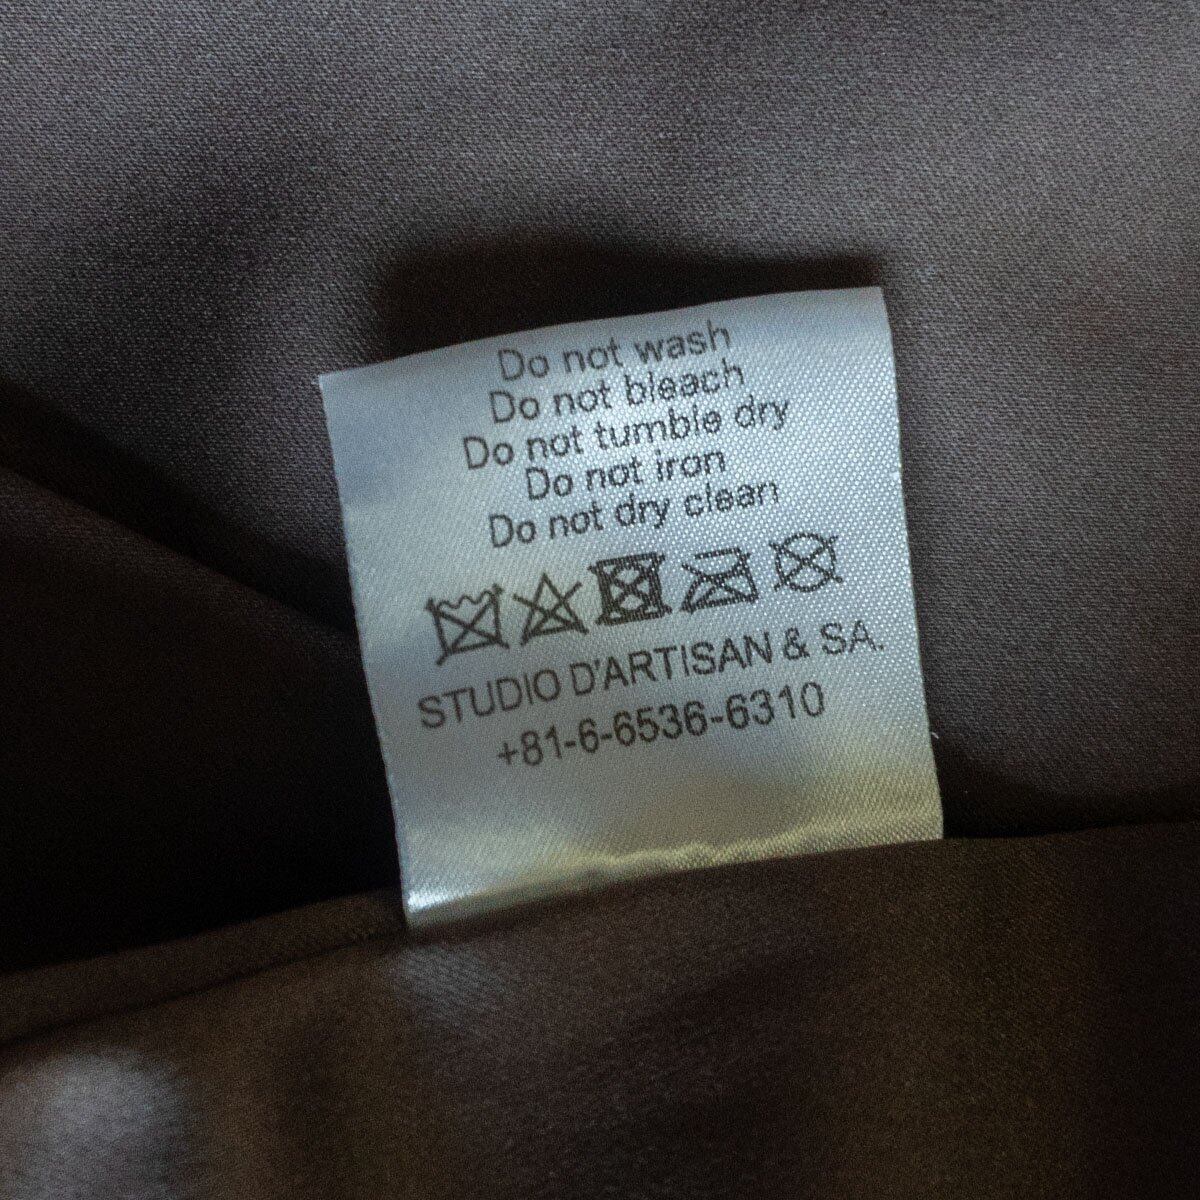 Do not wash
Do not bleach
Do not tumble dry
Do not iron
Do not dry clean
STUDIO D'ARTISAN & SA.
+81-6-6536-6310